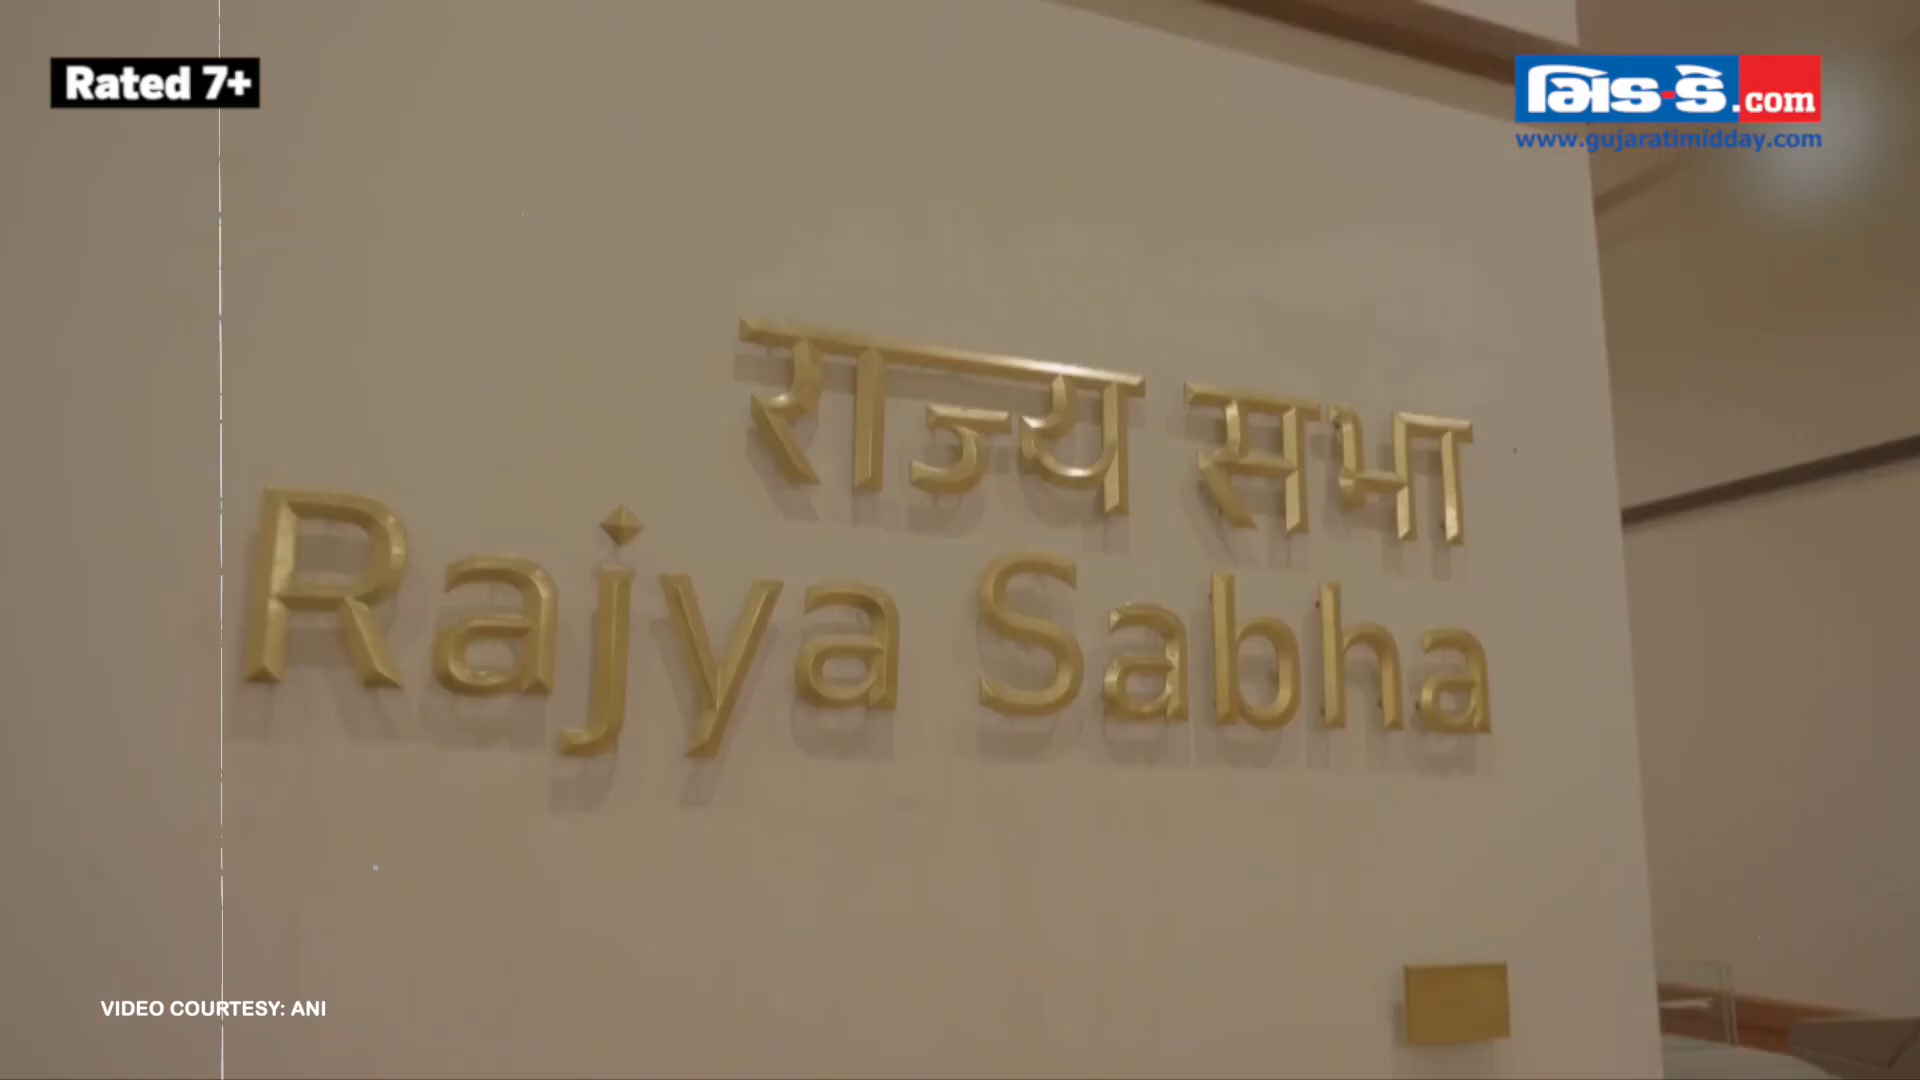 Rated 7+
મિડ-ડે.com
www.gujaratimidday.com
राज्य सभा
Rajya Sabha
VIDEO COURTESY: ANI